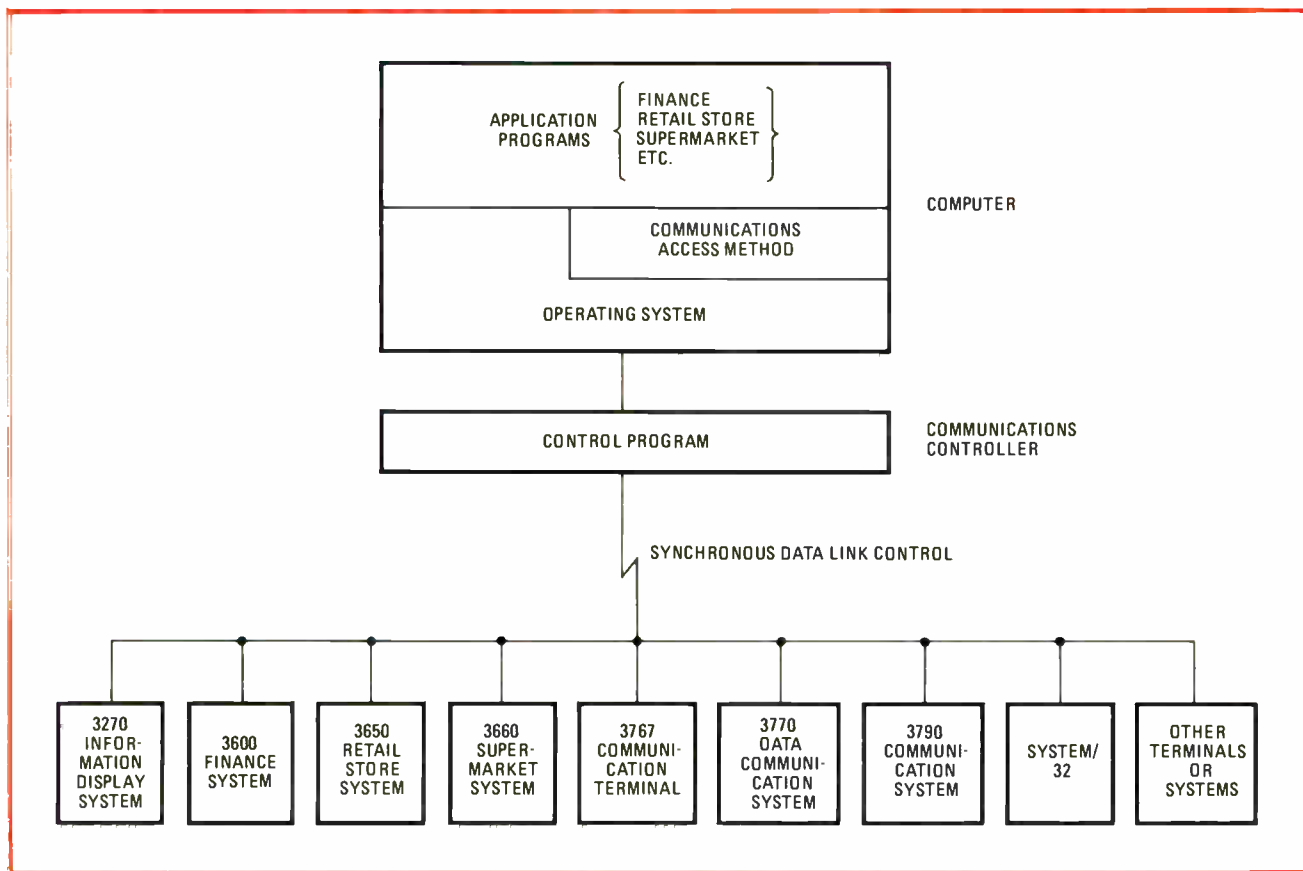 APPLICATION
PROGRAMS
FINANCE
RETAIL STORE
SUPERMARKET
ETC.
COMPUTER
COMMUNICATIONS
ACCESS METHOD
OPERATING SYSTEM
CONTROL PROGRAM
COMMUNICATIONS
CONTROLLER
SYNCHRONOUS DATA LINK CONTROL
3270
INFOR-
MATION
DISPLAY
SYSTEM
3600
FINANCE
SYSTEM
3650
RETAIL
STORE
SYSTEM
3660
SUPER-
MARKET
SYSTEM
3767
COMMUNI-
CATION
TERMINAL
3770
DATA
COMMUNI-
CATION
SYSTEM
3790
COMMUNI-
CATION
SYSTEM
SYSTEM/
32
OTHER
TERMINALS
OR
SYSTEMS